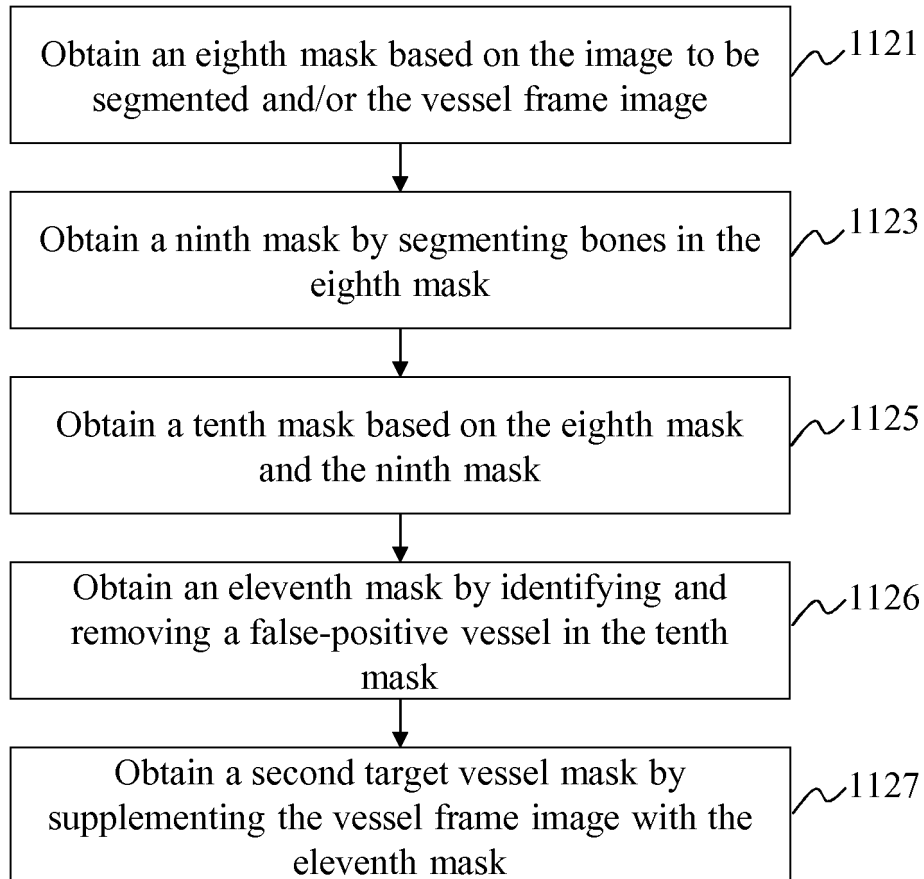 Obtain an eighth mask based on the image to be
segmented and/or the vessel frame image
1121
Obtain a ninth mask by segmenting bones in the
eighth mask
1123
Obtain a tenth mask based on the eighth mask
and the ninth mask
1125
Obtain an eleventh mask by identifying and
removing a false-positive vessel in the tenth
mask
1126
Obtain a second target vessel mask by
supplementing the vessel frame image with the
eleventh mask
1127